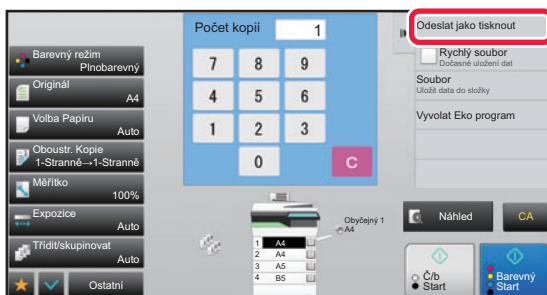 Počet kopii
1
Odeslat jako tisknout
Barevný režim
Plnobarevný
Originál
A4
Volba Papíru
Auto
Oboustr. Kopie
1-Stranně→1-Stranně
Měřítko
100%
Expozice
Auto
Třídit/skupinovat
Auto
Ostatní
7 8 9
4 5 6
1 2 3
0 C
Obyčejný 1
A4
1 A4
2 A4
3 A5
4 B5
Rychlý soubor
Dočasné uložení dat
Soubor
Uložit data do složky
Vyvolat Eko program
Náhled
CA
Č/b
Start
Barevný
Start